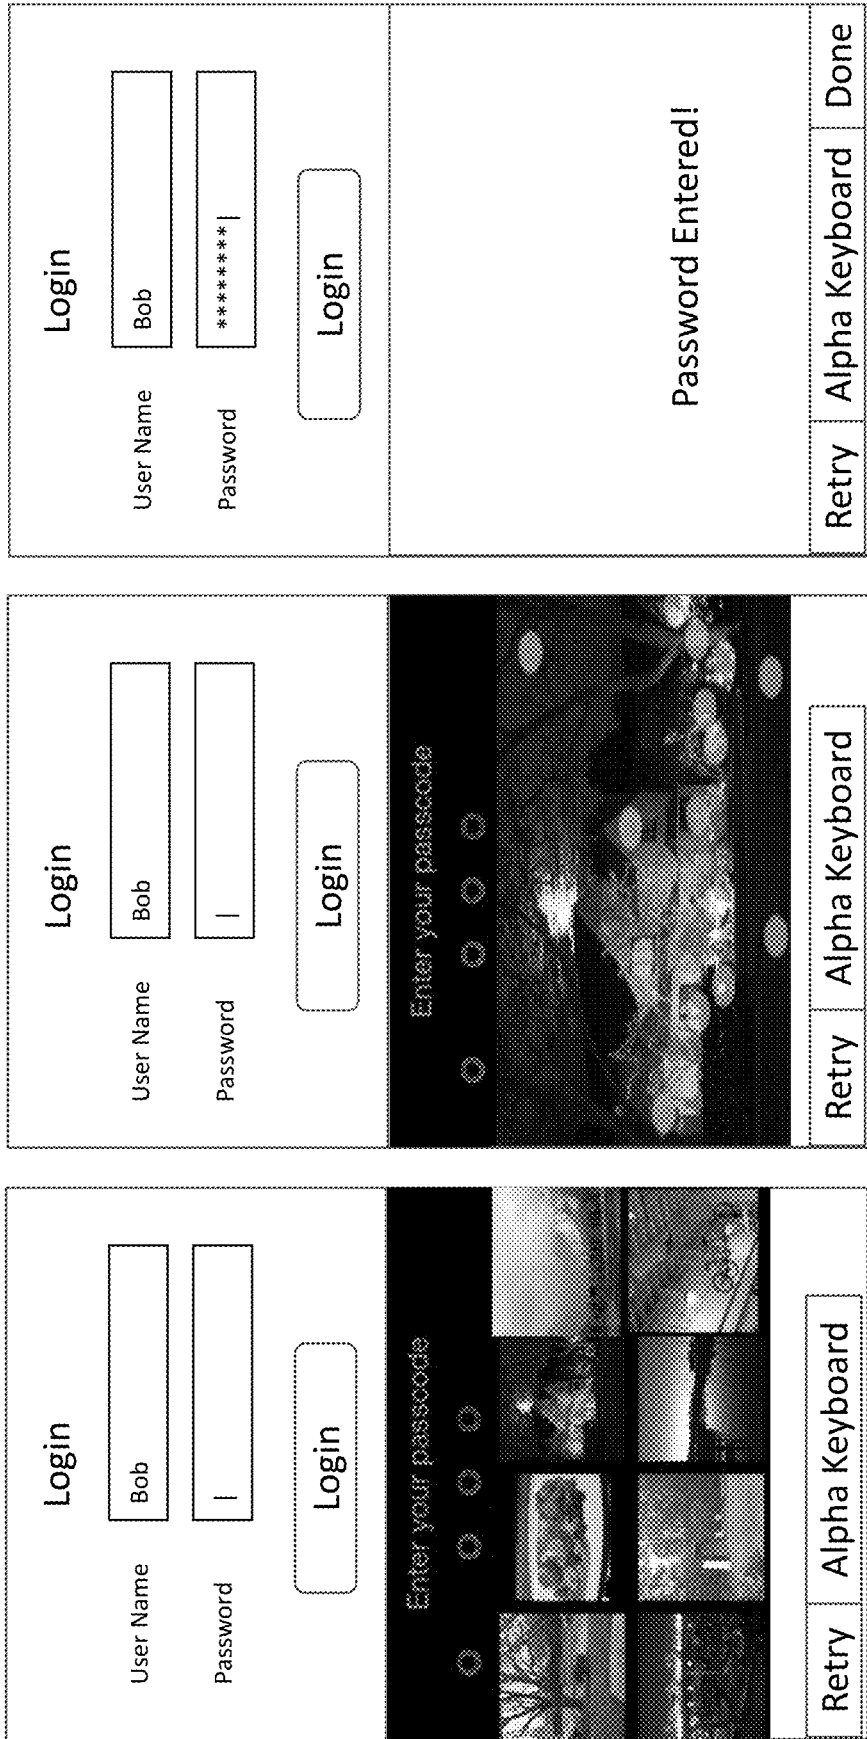 Login
User Name Bob
Password |
Login
Enter your passcode
Retry Alpha Keyboard
Login
User Name Bob
Password |
Login
Enter your passcode
Retry Alpha Keyboard
Login
User Name Bob
Password *********|
Login
Password Entered!
Retry Alpha Keyboard Done